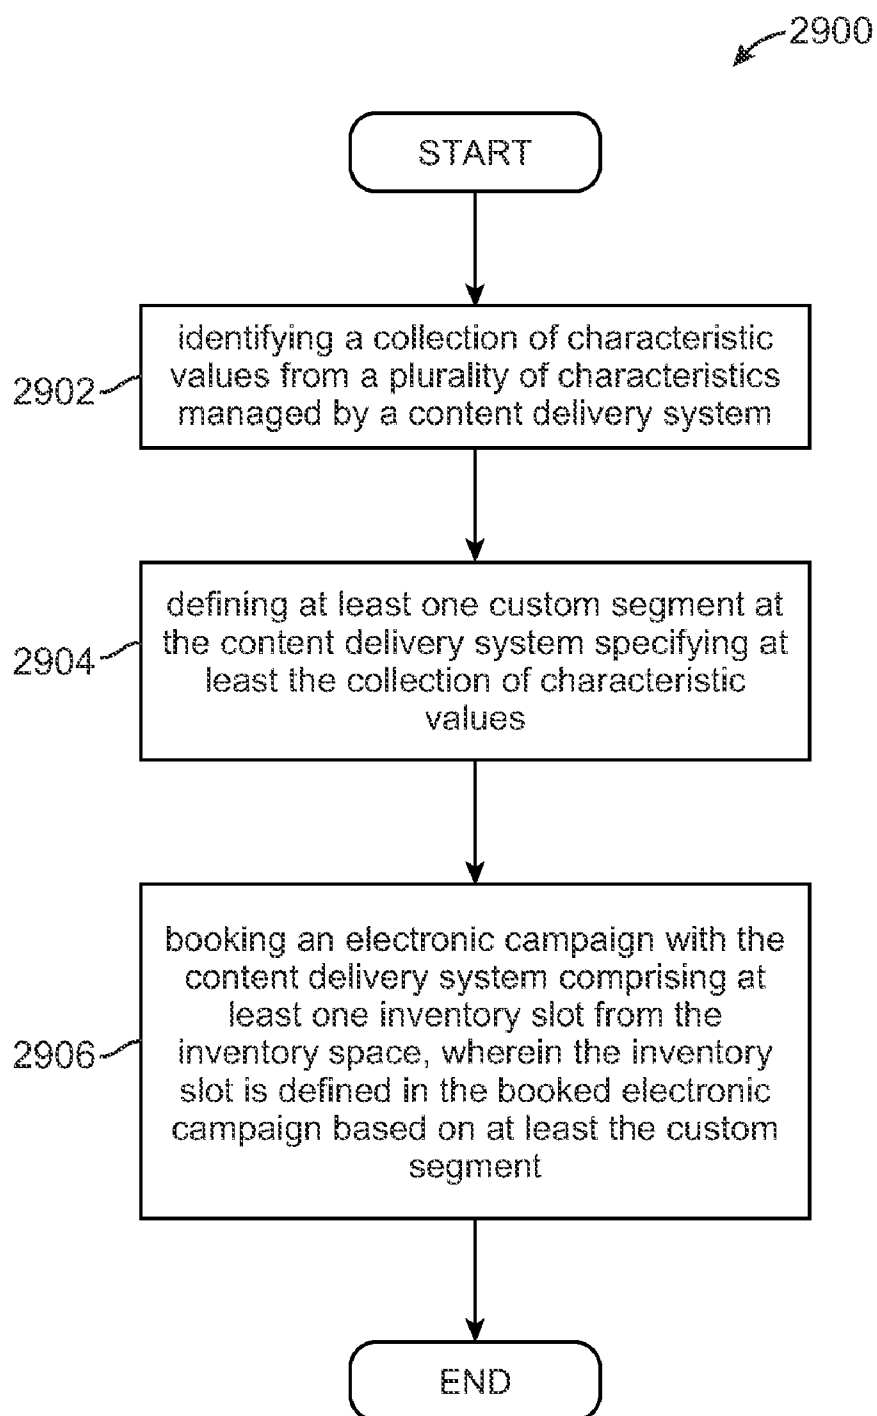 2900
START
identifying a collection of characteristic
values from a plurality of characteristics
managed by a content delivery system
2902
defining at least one custom segment at
the content delivery system specifying at
least the collection of characteristic
values
2904
booking an electronic campaign with the
content delivery system comprising at
least one inventory slot from the
inventory space, wherein the inventory
slot is defined in the booked electronic
campaign based on at least the custom
segment
2906
END